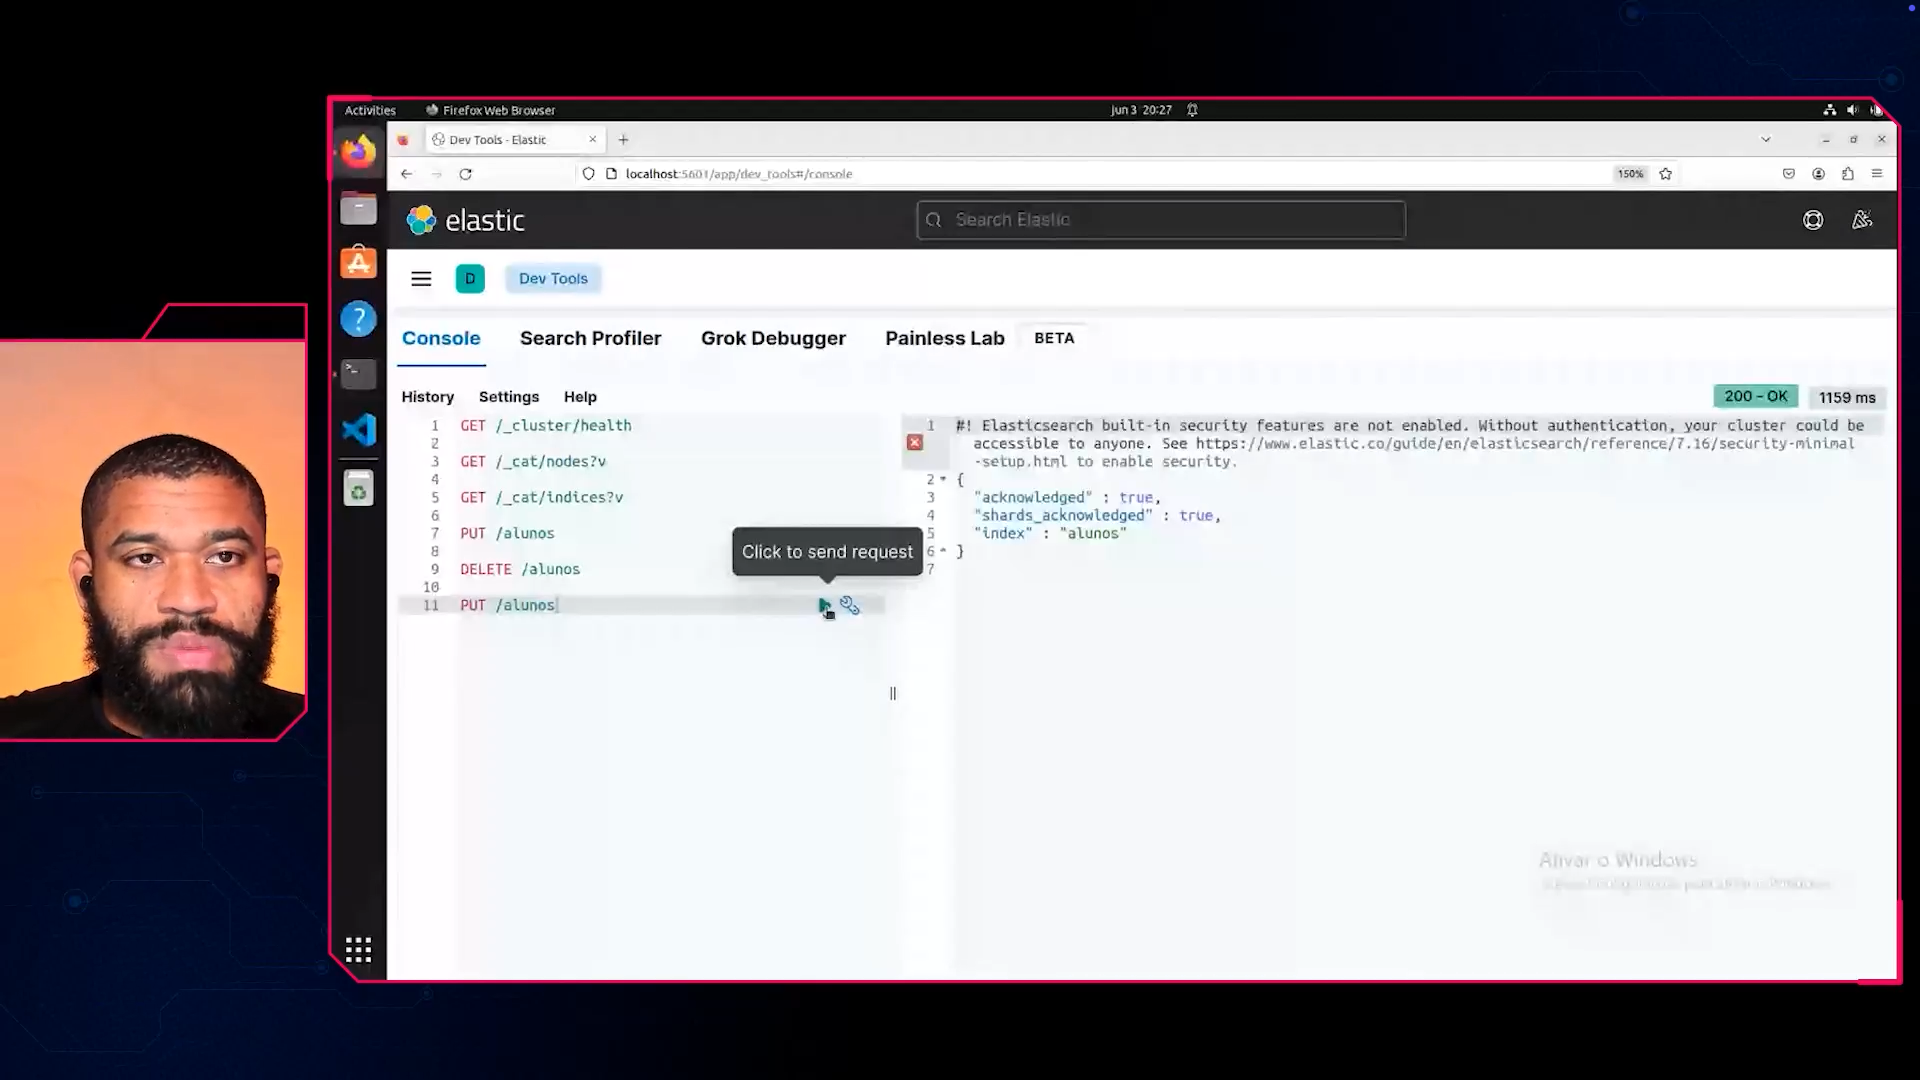 Activities
Firefox Web Browser
Jun 3 20:27
Dev Tools - Elastic
localhost:5601/app/dev_tools#/console
150%
elastic
Search Elastic
D
Dev Tools
Console
Search Profiler
Grok Debugger
Painless Lab
BETA
History
Settings
Help
200 - OK
1159 ms
1 GET /_cluster/health
2
3 GET /_cat/nodes?v
4
5 GET /_cat/indices?v
6
7 PUT /alunos
8
9 DELETE /alunos
10
11 PUT /alunos
Click to send request
1 #! Elasticsearch built-in security features are not enabled. Without authentication, your cluster could be
accessible to anyone. See https://www.elastic.co/guide/en/elasticsearch/reference/7.16/security-minimal
-setup.html to enable security.
2 {
3 "acknowledged" : true,
4 "shards_acknowledged" : true,
5 "index" : "alunos"
6 }
7
Ativar o Windows